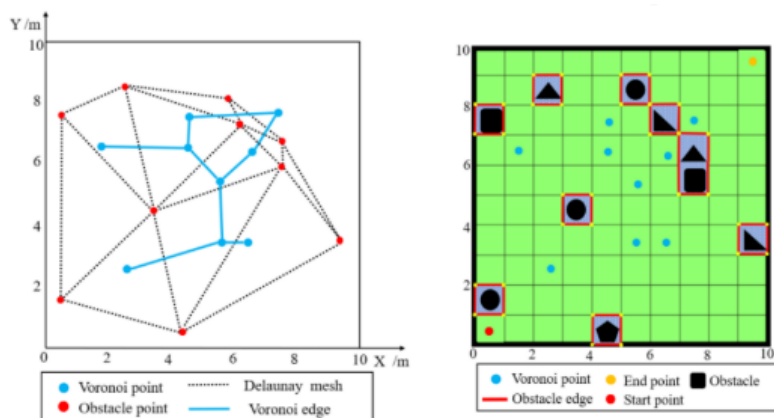 Y /m
10
8
6
4
2
0 2 4 6 8 10
X /m
Voronoi point Delaunay mesh
Obstacle point Voronoi edge
10
8
6
4
2
0 2 4 6 8 10
Voronoi point End point Obstacle
Obstacle edge Start point